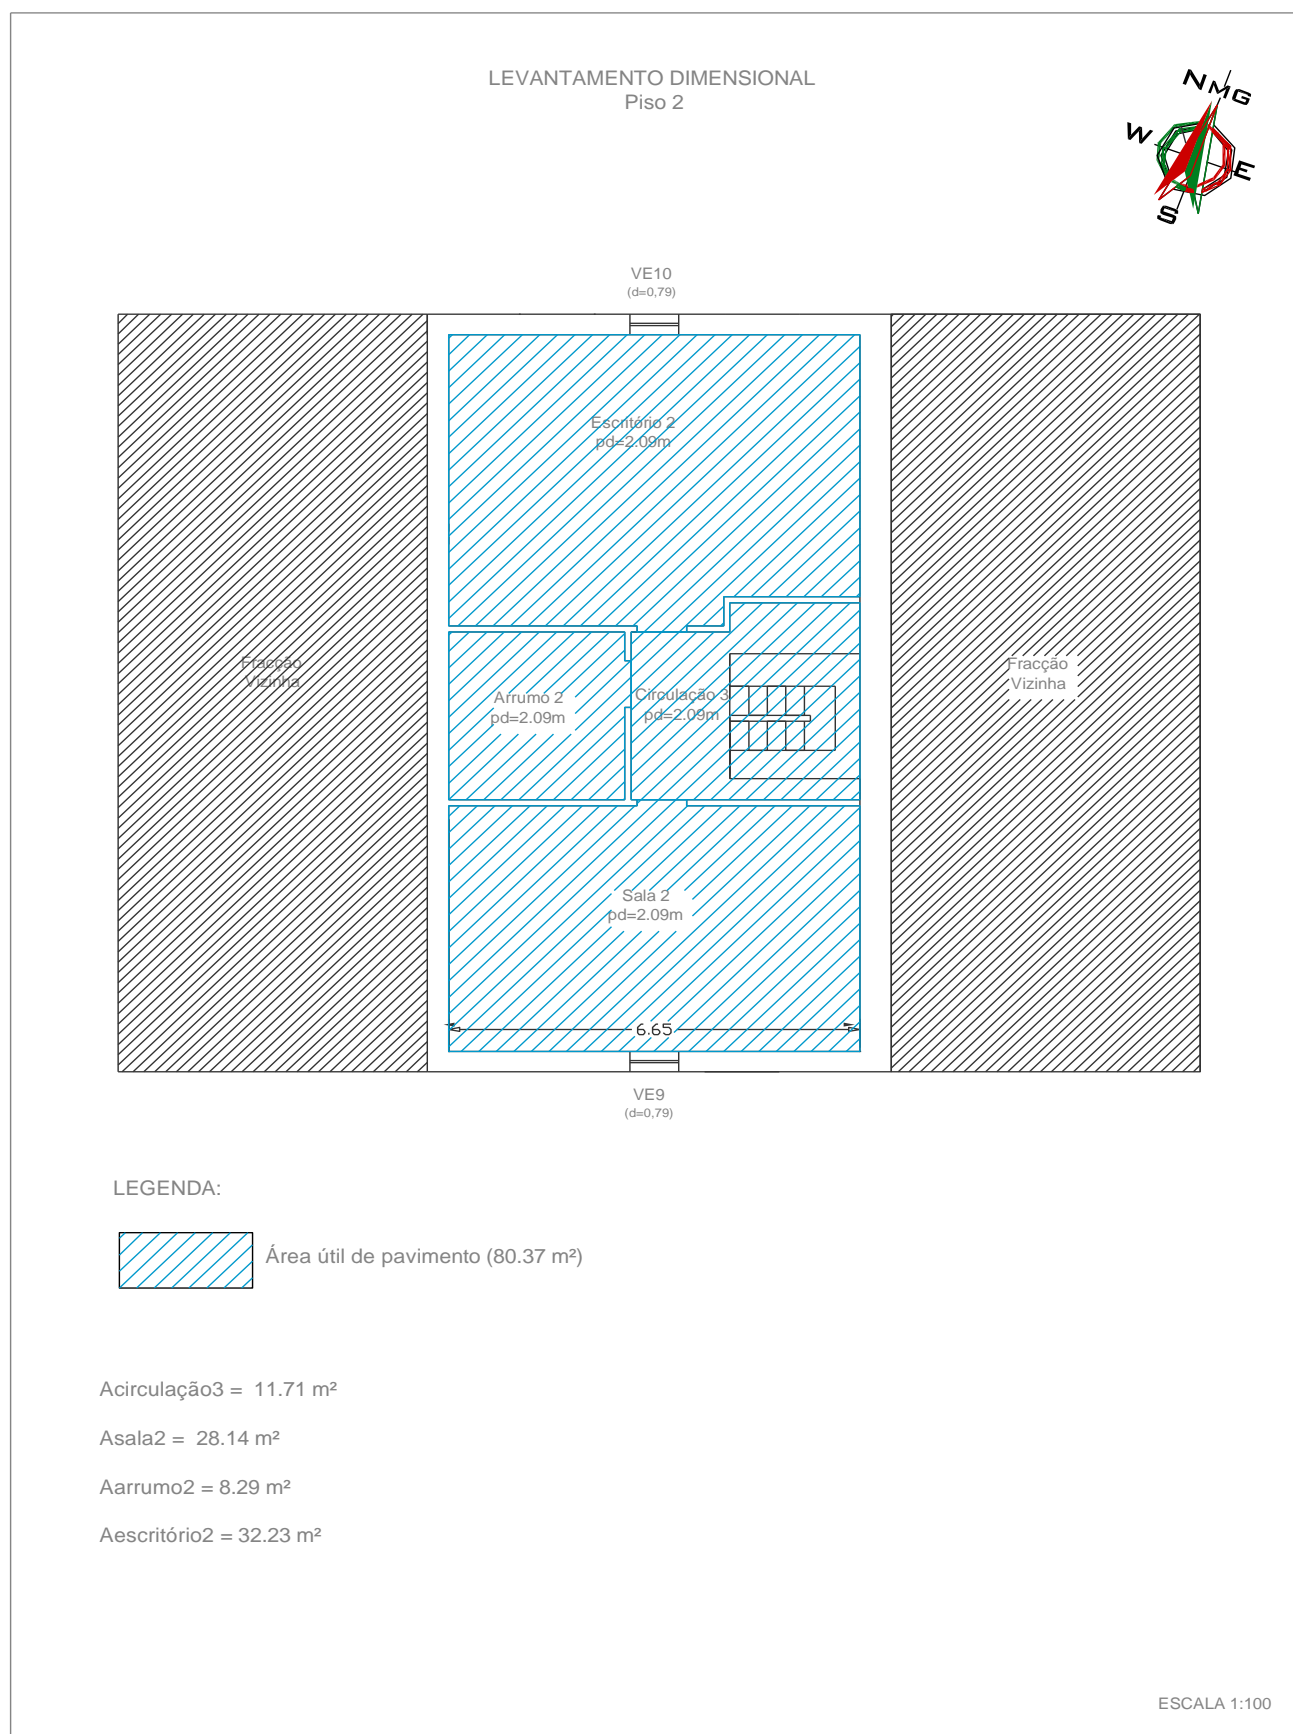 LEVANTAMENTO DIMENSIONAL
Piso 2
N MG
W
E
S
VE10
(d=0,79)
Escritório 2
pd=2.09m
Fracção
Vizinha
Fracção
Vizinha
Arrumo 2
pd=2.09m
Circulação 3
pd=2.09m
Sala 2
pd=2.09m
6.65
VE9
(d=0,79)
LEGENDA:
Área útil de pavimento (80.37 m²)
Acirculação3 = 11.71 m²
Asala2 = 28.14 m²
Aarrumo2 = 8.29 m²
Aescritório2 = 32.23 m²
ESCALA 1:100